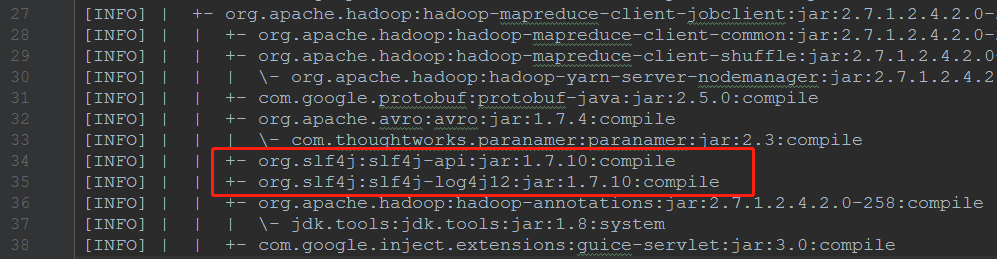 27 [INFO] | +- org.apache.hadoop:hadoop-mapreduce-client-jobclient:jar:2.7.1.2.4.2.0-
28 [INFO] | | +- org.apache.hadoop:hadoop-mapreduce-client-common:jar:2.7.1.2.4.2.0-
29 [INFO] | | +- org.apache.hadoop:hadoop-mapreduce-client-shuffle:jar:2.7.1.2.4.2.0
30 [INFO] | | | \- org.apache.hadoop:hadoop-yarn-server-nodemanager:jar:2.7.1.2.4.2
31 [INFO] | | +- com.google.protobuf:protobuf-java:jar:2.5.0:compile
32 [INFO] | | +- org.apache.avro:avro:jar:1.7.4:compile
33 [INFO] | | | \- com.thoughtworks.paranamer:paranamer:jar:2.3:compile
34 [INFO] | | +- org.slf4j:slf4j-api:jar:1.7.10:compile
35 [INFO] | | +- org.slf4j:slf4j-log4j12:jar:1.7.10:compile
36 [INFO] | | +- org.apache.hadoop:hadoop-annotations:jar:2.7.1.2.4.2.0-258:compile
37 [INFO] | | | \- jdk.tools:jdk.tools:jar:1.8:system
38 [INFO] | | +- com.google.inject.extensions:guice-servlet:jar:3.0:compile